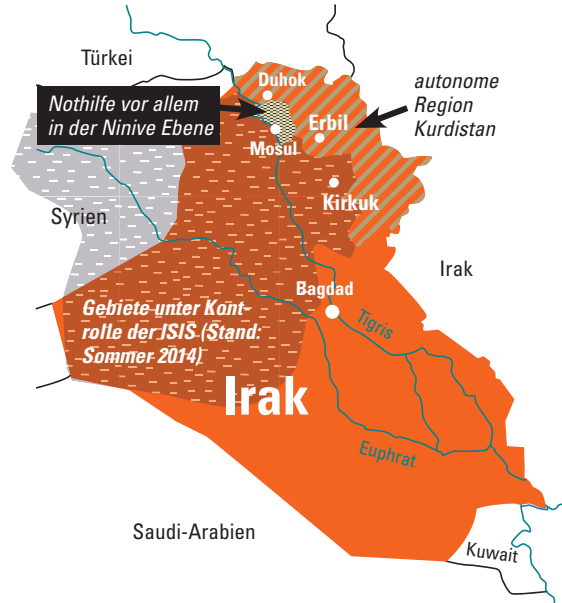 Türkei
Duhok
autonome
Region
Kurdistan
Nothilfe vor allem
in der Ninive Ebene
Erbil
Mosul
Kirkuk
Syrien
Irak
Bagdad
Gebiete unter Kont-
rolle der ISIS (Stand:
Sommer 2014)
Tigris
Irak
Euphrat
Saudi-Arabien
Kuwait